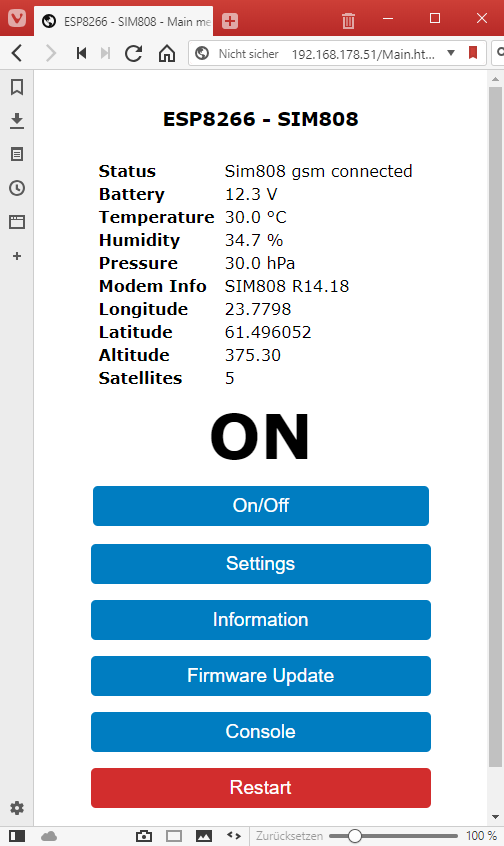 ESP8266 - SIM808 - Main me
Nicht sicher 192.168.178.51/Main.ht...
ESP8266 - SIM808
Status Sim808 gsm connected
Battery 12.3 V
Temperature 30.0 °C
Humidity 34.7 %
Pressure 30.0 hPa
Modem Info SIM808 R14.18
Longitude 23.7798
Latitude 61.496052
Altitude 375.30
Satellites 5
ON
On/Off
Settings
Information
Firmware Update
Console
Restart
Zurücksetzen 100 %